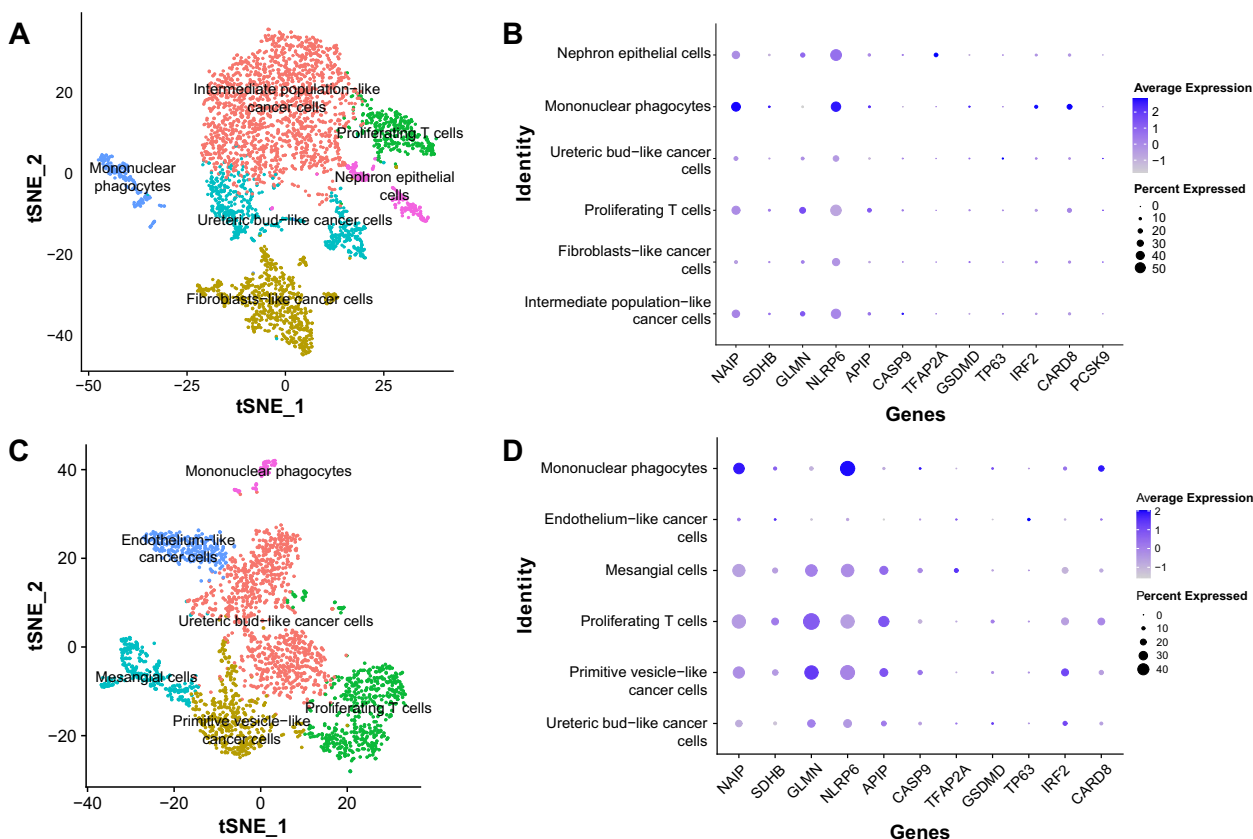 A
tSNE_2
20
0
−20
−40
−50
−25
0
25
tSNE_1
Intermediate population−like
cancer cells
Proliferating T cells
Mononuclear
phagocytes
Nephron epithelial
cells
Ureteric bud−like cancer cells
Fibroblasts−like cancer cells
B
Identity
Nephron epithelial cells
Mononuclear phagocytes
Ureteric bud−like cancer
cells
Proliferating T cells
Fibroblasts−like cancer
cells
Intermediate population−like
cancer cells
NAIP
SDHB
GLMN
NLRP6
APIP
CASP9
TFAP2A
GSDMD
TP63
IRF2
CARD8
PCSK9
Genes
Average Expression
2
1
0
−1
Percent Expressed
0
10
20
30
40
50
C
tSNE_2
40
20
0
−20
−40
−20
0
20
tSNE_1
Mononuclear phagocytes
Endothelium−like
cancer cells
Ureteric bud−like cancer cells
Mesangial cells
Proliferating T cells
Primitive vesicle−like
cancer cells
D
Identity
Mononuclear phagocytes
Endothelium−like cancer
cells
Mesangial cells
Proliferating T cells
Primitive vesicle−like
cancer cells
Ureteric bud−like cancer
cells
NAIP
SDHB
GLMN
NLRP6
APIP
CASP9
TFAP2A
GSDMD
TP63
IRF2
CARD8
Genes
Average Expression
2
1
0
−1
Percent Expressed
0
10
20
30
40